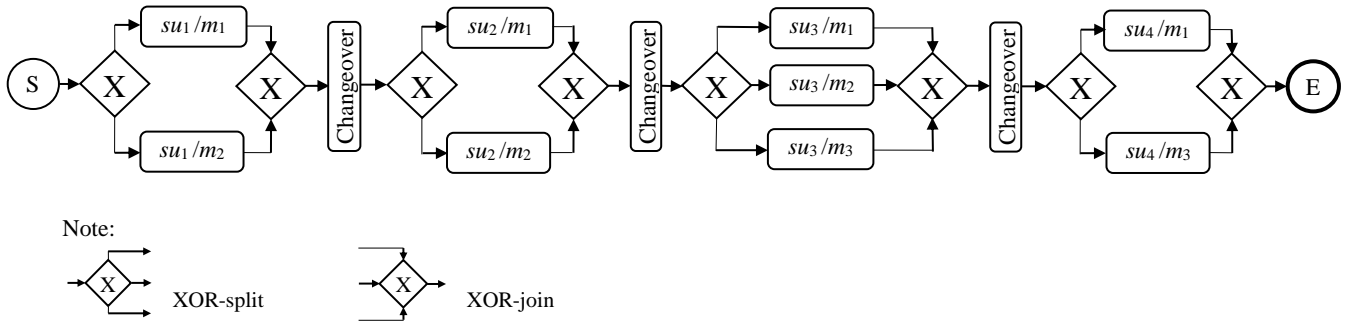 S
X
su₁/m₁
su₁/m₂
X
Changeover
X
su₂/m₁
su₂/m₂
X
Changeover
X
su₃/m₁
su₃/m₂
su₃/m₃
X
Changeover
X
su₄/m₁
su₄/m₃
X
E
Note:
X
XOR-split
X
XOR-join